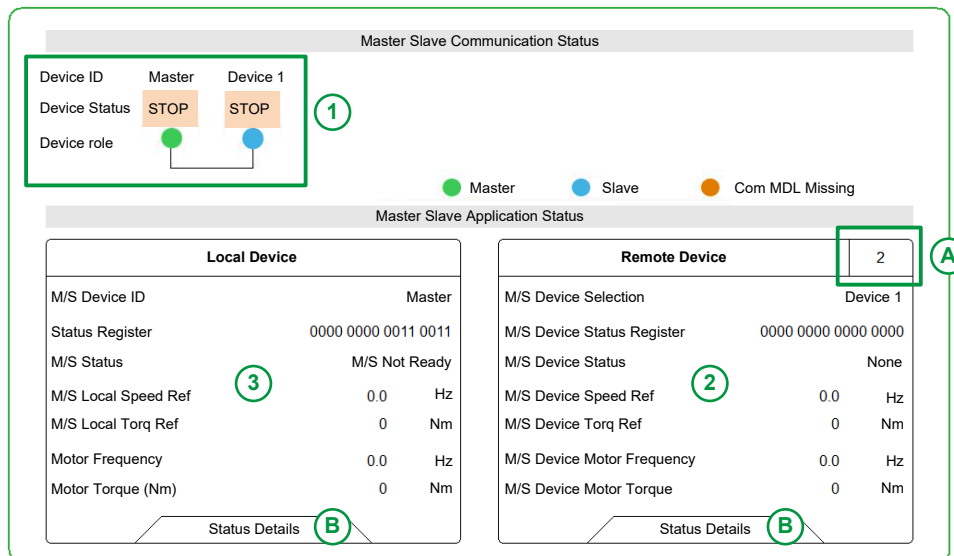 Master Slave Communication Status
Device ID Master Device 1
Device Status STOP STOP
1
Device role
Master Slave Com MDL Missing
Master Slave Application Status
Local Device
M/S Device ID Master
Status Register 0000 0000 0011 0011
M/S Status M/S Not Ready
3
M/S Local Speed Ref 0.0 Hz
M/S Local Torq Ref 0 Nm
Motor Frequency 0.0 Hz
Motor Torque (Nm) 0 Nm
Status Details B
Remote Device 2 A
M/S Device Selection Device 1
M/S Device Status Register 0000 0000 0000 0000
M/S Device Status None
2
M/S Device Speed Ref 0.0 Hz
M/S Device Torq Ref 0 Nm
M/S Device Motor Frequency 0.0 Hz
M/S Device Motor Torque 0 Nm
Status Details B